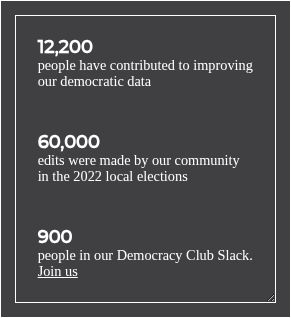 12,200
people have contributed to improving
our democratic data
60,000
edits were made by our community
in the 2022 local elections
900
people in our Democracy Club Slack.
Join us